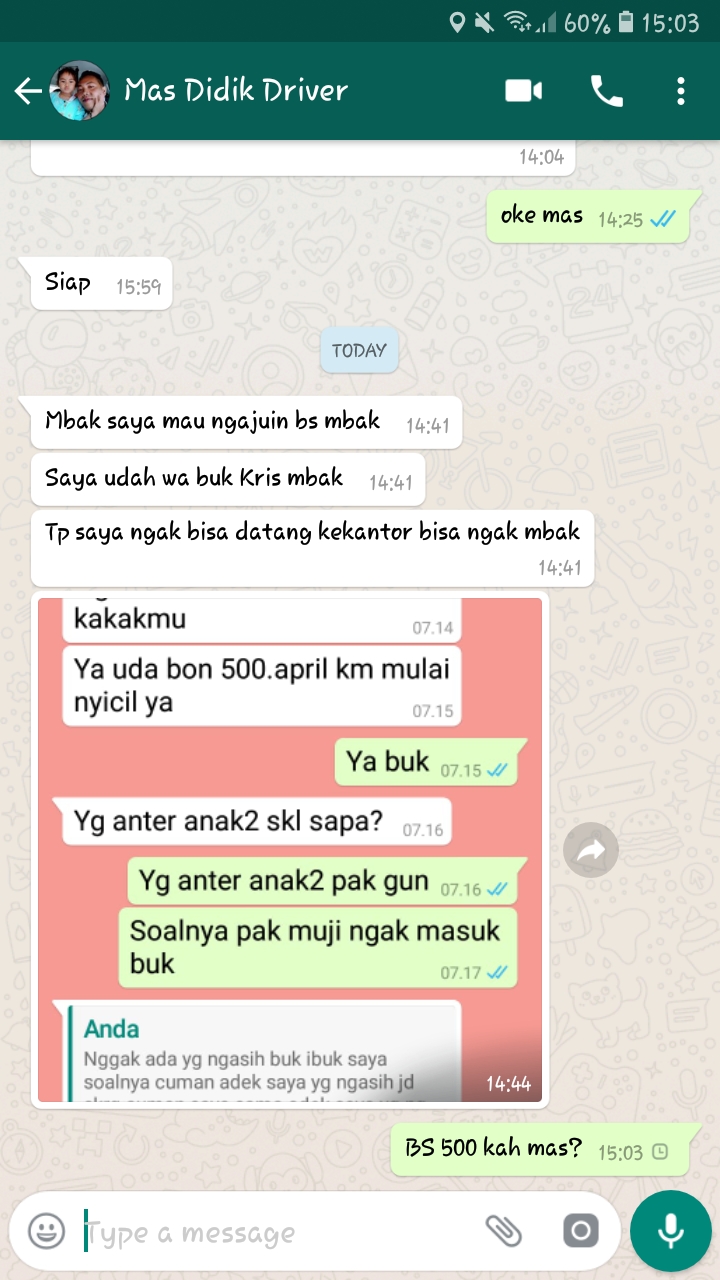 60% 15:03
Mas Didik Driver
14:04
oke mas 14:25
Siap 15:59
TODAY
Mbak saya mau ngajuin bs mbak 14:41
Saya udah wa buk Kris mbak 14:41
Tp saya ngak bisa datang kekantor bisa ngak mbak
14:41
kakakmu 07.14
Ya uda bon 500.april km mulai
nyicil ya 07.15
Ya buk 07.15
Yg anter anak2 skl sapa? 07.16
Yg anter anak2 pak gun 07.16
Soalnya pak muji ngak masuk
buk 07.17
Anda
Nggak ada yg ngasih buk ibuk saya
soalnya cuman adek saya yg ngasih jd
14:44
BS 500 kah mas? 15:03
Type a message